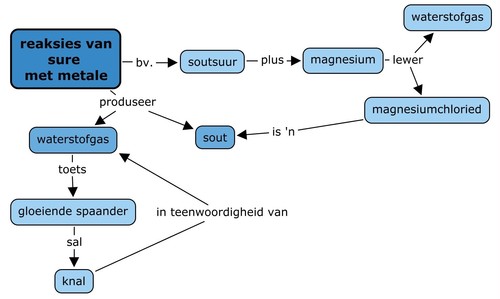 waterstofgas
reaksies van
sure
met metale
bv.
soutsuur
plus
magnesium
lewer
produseer
magnesiumchloried
waterstofgas
sout
is 'n
toets
gloeiende spaander
in teenwoordigheid van
sal
knal